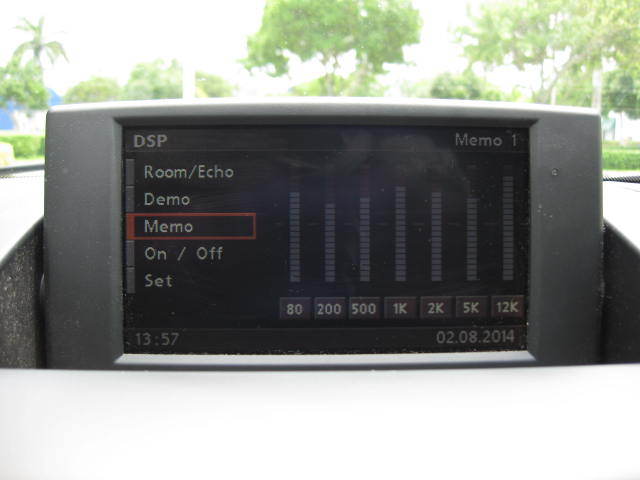 DSP Memo 1
Room/Echo
Demo
Memo
On / Off
Set
80 200 500 1K 2K 5K 12K
13:57 02.08.2014